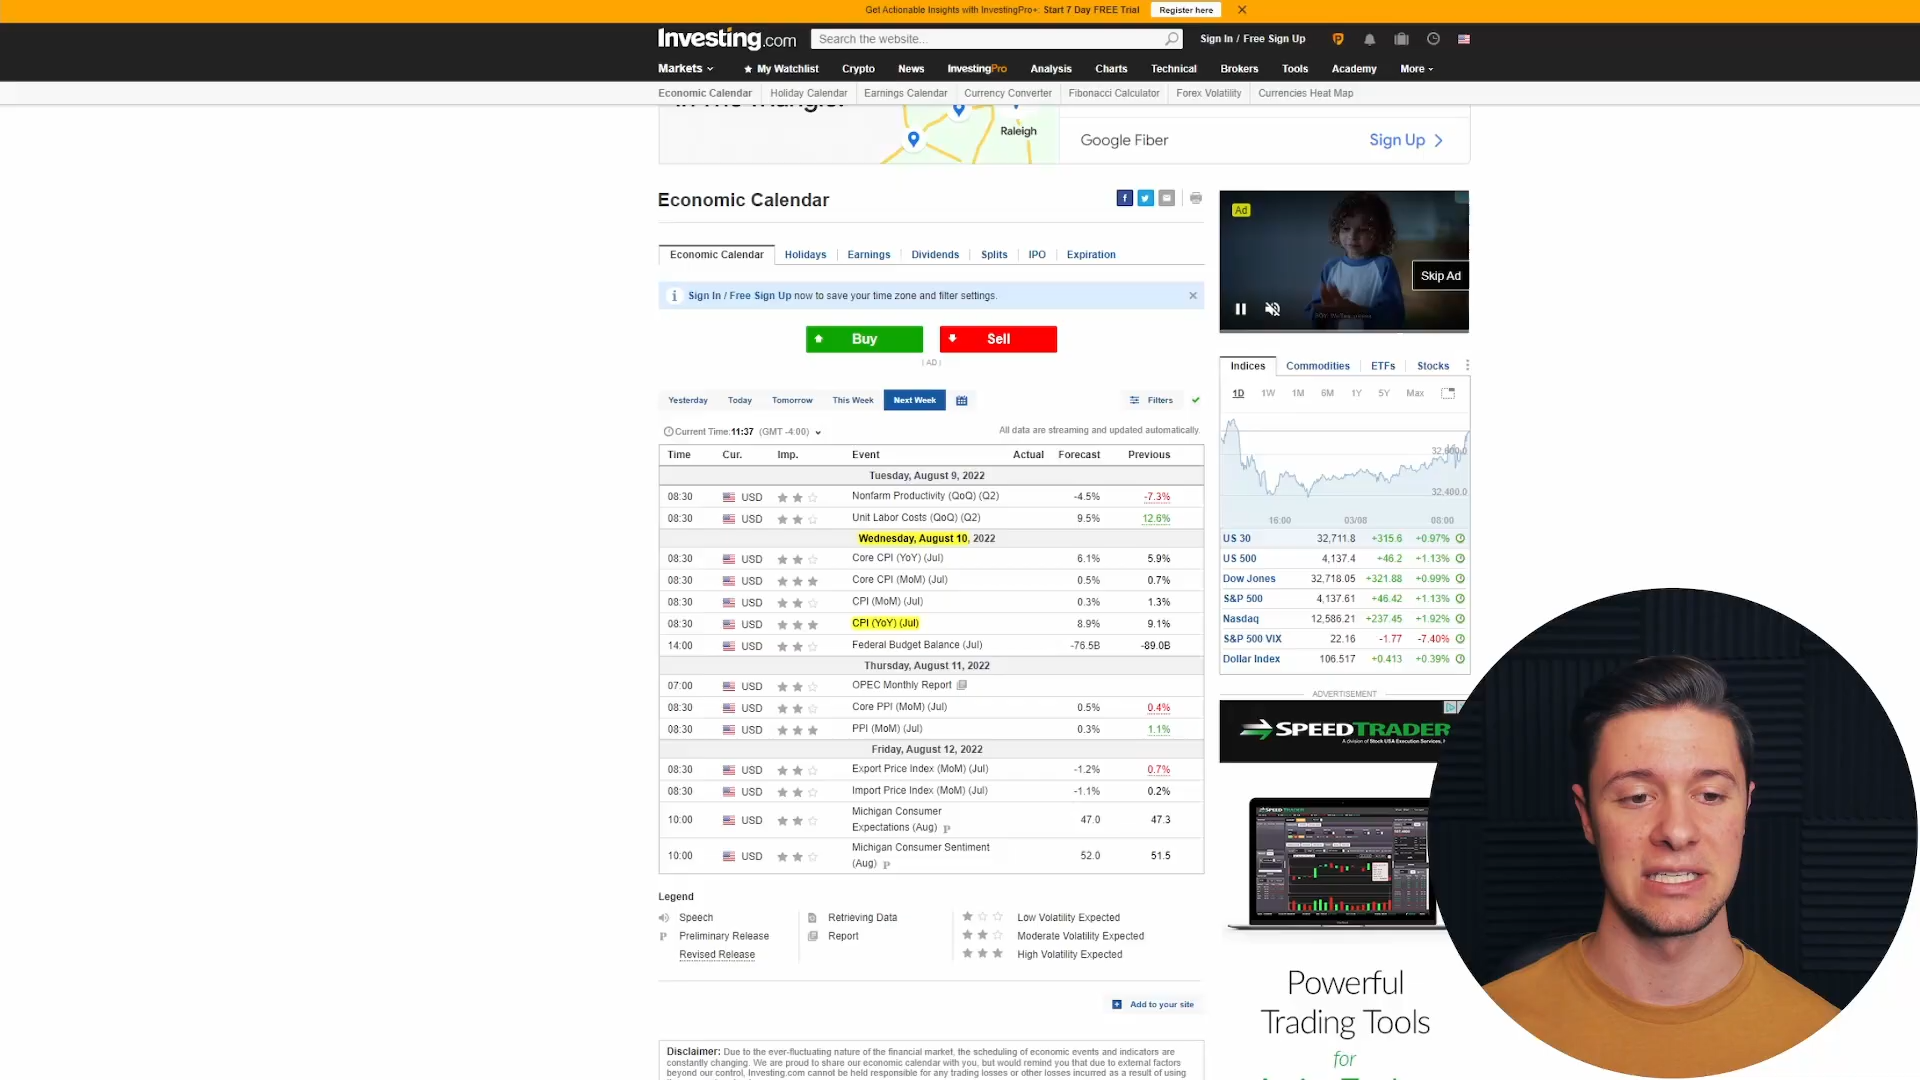 Get Actionable Insights with InvestingPro+: Start 7 Day FREE Trial Register here
Investing.com Search the website... Sign In / Free Sign Up
Markets My Watchlist Crypto News InvestingPro Analysis Charts Technical Brokers Tools Academy More
Economic Calendar Holiday Calendar Earnings Calendar Currency Converter Fibonacci Calculator Forex Volatility Currencies Heat Map
Raleigh
Google Fiber Sign Up
Economic Calendar
Ad
Skip Ad
Economic Calendar Holidays Earnings Dividends Splits IPO Expiration
Sign In / Free Sign Up now to save your time zone and filter settings.
Buy Sell
( AD )
Yesterday Today Tomorrow This Week Next Week Filters
Current Time: 11:37 (GMT -4:00) All data are streaming and updated automatically.
Time Cur. Imp. Event Actual Forecast Previous
Tuesday, August 9, 2022
08:30 USD Nonfarm Productivity (QoQ) (Q2) -4.5% -7.3%
08:30 USD Unit Labor Costs (QoQ) (Q2) 9.5% 12.6%
Wednesday, August 10, 2022
08:30 USD Core CPI (YoY) (Jul) 6.1% 5.9%
08:30 USD Core CPI (MoM) (Jul) 0.5% 0.7%
08:30 USD CPI (MoM) (Jul) 0.3% 1.3%
08:30 USD CPI (YoY) (Jul) 8.9% 9.1%
14:00 USD Federal Budget Balance (Jul) -76.5B -89.0B
Thursday, August 11, 2022
07:00 USD OPEC Monthly Report
08:30 USD Core PPI (MoM) (Jul) 0.5% 0.4%
08:30 USD PPI (MoM) (Jul) 0.3% 1.1%
Friday, August 12, 2022
08:30 USD Export Price Index (MoM) (Jul) -1.2% 0.7%
08:30 USD Import Price Index (MoM) (Jul) -1.1% 0.2%
10:00 USD Michigan Consumer
Expectations (Aug) P 47.0 47.3
10:00 USD Michigan Consumer Sentiment
(Aug) P 52.0 51.5
Legend
Speech Retrieving Data Low Volatility Expected
P Preliminary Release Report Moderate Volatility Expected
Revised Release High Volatility Expected
Add to your site
Disclaimer: Due to the ever-fluctuating nature of the financial market, the scheduling of economic events and indicators are
constantly changing. We are proud to share our economic calendar with you, but would remind you that due to external factors
beyond our control, Investing.com cannot be held responsible for any trading losses or other losses incurred as a result of using
Indices Commodities ETFs Stocks
1D 1W 1M 6M 1Y 5Y Max
32,600.0
32,400.0
16:00 03/08 08:00
US 30 32,711.8 +315.6 +0.97%
US 500 4,137.4 +46.2 +1.13%
Dow Jones 32,718.05 +321.88 +0.99%
S&P 500 4,137.61 +46.42 +1.13%
Nasdaq 12,586.21 +237.45 +1.92%
S&P 500 VIX 22.16 -1.77 -7.40%
Dollar Index 106.517 +0.413 +0.39%
ADVERTISEMENT
SPEEDTRADER
A division of Stock USA Execution Services,
SPEEDTRADER
Powerful
Trading Tools
for